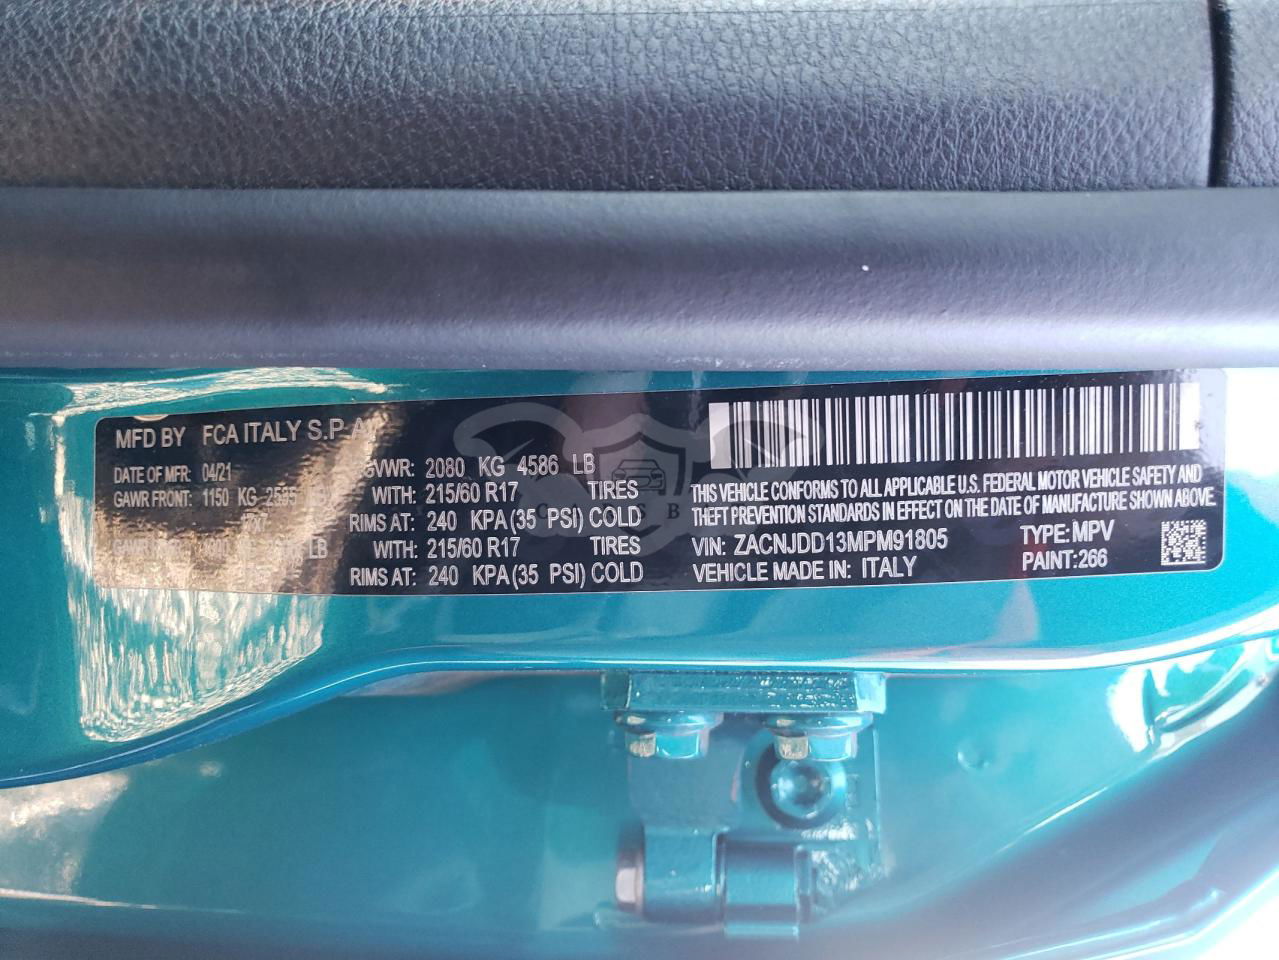 MFD BY FCA ITALY S.P.A.
DATE OF MFR: 04/21 GVWR: 2080 KG 4586 LB
GAWR FRONT: 1150 KG WITH: 215/60 R17 TIRES
RIMS AT: 240 KPA(35 PSI) COLD
LB WITH: 215/60 R17 TIRES
RIMS AT: 240 KPA(35 PSI) COLD
THIS VEHICLE CONFORMS TO ALL APPLICABLE U.S. FEDERAL MOTOR VEHICLE SAFETY AND
THEFT PREVENTION STANDARDS IN EFFECT ON THE DATE OF MANUFACTURE SHOWN ABOVE
VIN: ZACNJDD13MPM91805 TYPE:MPV
VEHICLE MADE IN: ITALY PAINT:266